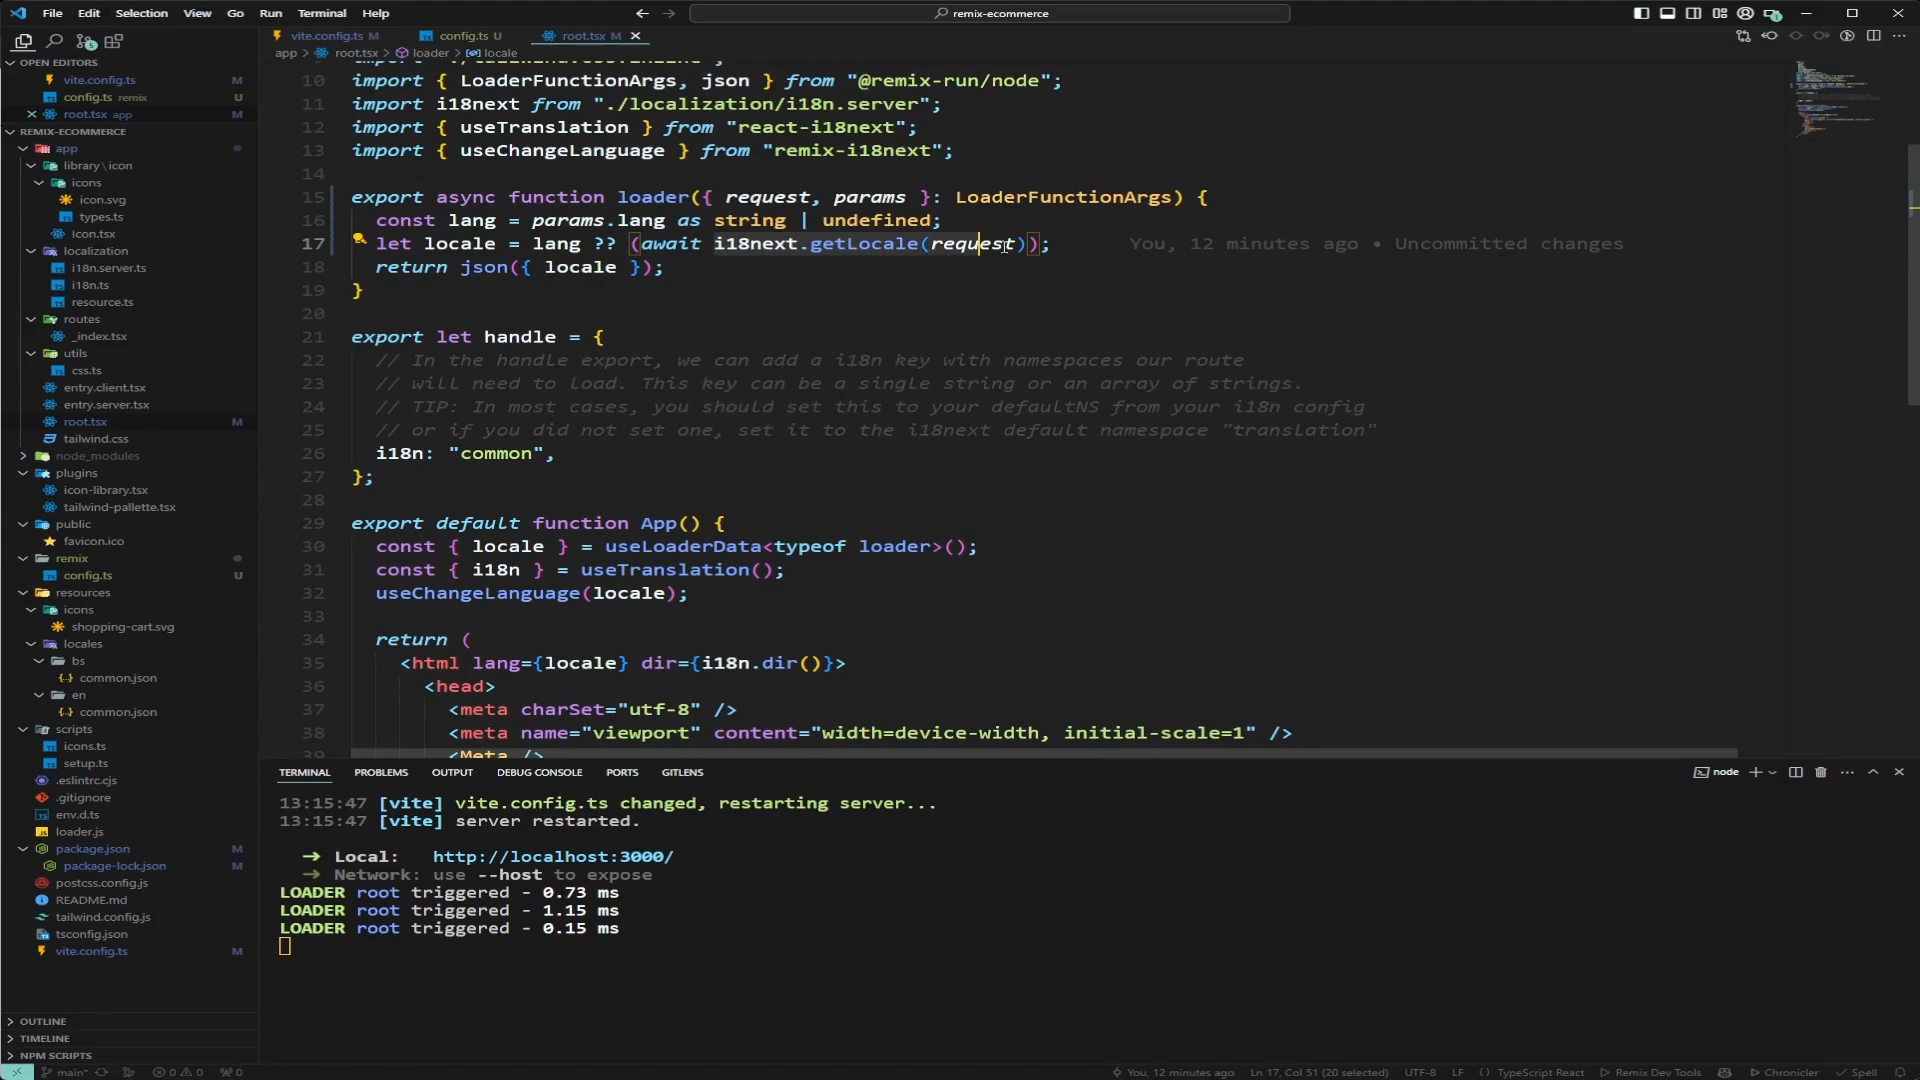 File Edit Selection View Go Run Terminal Help
remix-ecommerce
vite.config.ts M
config.ts U
root.tsx M
app > root.tsx > loader > locale
OPEN EDITORS
vite.config.ts M
config.ts remix U
root.tsx app M
REMIX-ECOMMERCE
app
library \ icon
icons
icon.svg
types.ts
Icon.tsx
localization
i18n.server.ts
i18n.ts
resource.ts
routes
_index.tsx
utils
css.ts
entry.client.tsx
entry.server.tsx
root.tsx M
tailwind.css
node_modules
plugins
icon-library.tsx
tailwind-pallette.tsx
public
favicon.ico
remix
config.ts U
resources
icons
shopping-cart.svg
locales
bs
common.json
en
common.json
scripts
icons.ts
setup.ts
.eslintrc.cjs
.gitignore
env.d.ts
loader.js
package.json M
package-lock.json M
postcss.config.js
README.md
tailwind.config.js
tsconfig.json
vite.config.ts M
OUTLINE
TIMELINE
NPM SCRIPTS
10 import { LoaderFunctionArgs, json } from "@remix-run/node";
11 import i18next from "./localization/i18n.server";
12 import { useTranslation } from "react-i18next";
13 import { useChangeLanguage } from "remix-i18next";
14
15 export async function loader({ request, params }: LoaderFunctionArgs) {
16 const lang = params.lang as string | undefined;
17 let locale = lang ?? (await i18next.getLocale(request)); You, 12 minutes ago • Uncommitted changes
18 return json({ locale });
19 }
20
21 export let handle = {
22 // In the handle export, we can add a i18n key with namespaces our route
23 // will need to load. This key can be a single string or an array of strings.
24 // TIP: In most cases, you should set this to your defaultNS from your i18n config
25 // or if you did not set one, set it to the i18next default namespace "translation"
26 i18n: "common",
27 };
28
29 export default function App() {
30 const { locale } = useLoaderData<typeof loader>();
31 const { i18n } = useTranslation();
32 useChangeLanguage(locale);
33
34 return (
35 <html lang={locale} dir={i18n.dir()}>
36 <head>
37 <meta charSet="utf-8" />
38 <meta name="viewport" content="width=device-width, initial-scale=1" />
39 <Meta />
TERMINAL PROBLEMS OUTPUT DEBUG CONSOLE PORTS GITLENS
node
13:15:47 [vite] vite.config.ts changed, restarting server...
13:15:47 [vite] server restarted.
➜ Local: http://localhost:3000/
➜ Network: use --host to expose
LOADER root triggered - 0.73 ms
LOADER root triggered - 1.15 ms
LOADER root triggered - 0.15 ms
main* 0 0 0 You, 12 minutes ago Ln 17, Col 51 (20 selected) UTF-8 LF TypeScript React Remix Dev Tools Chronicler Spell